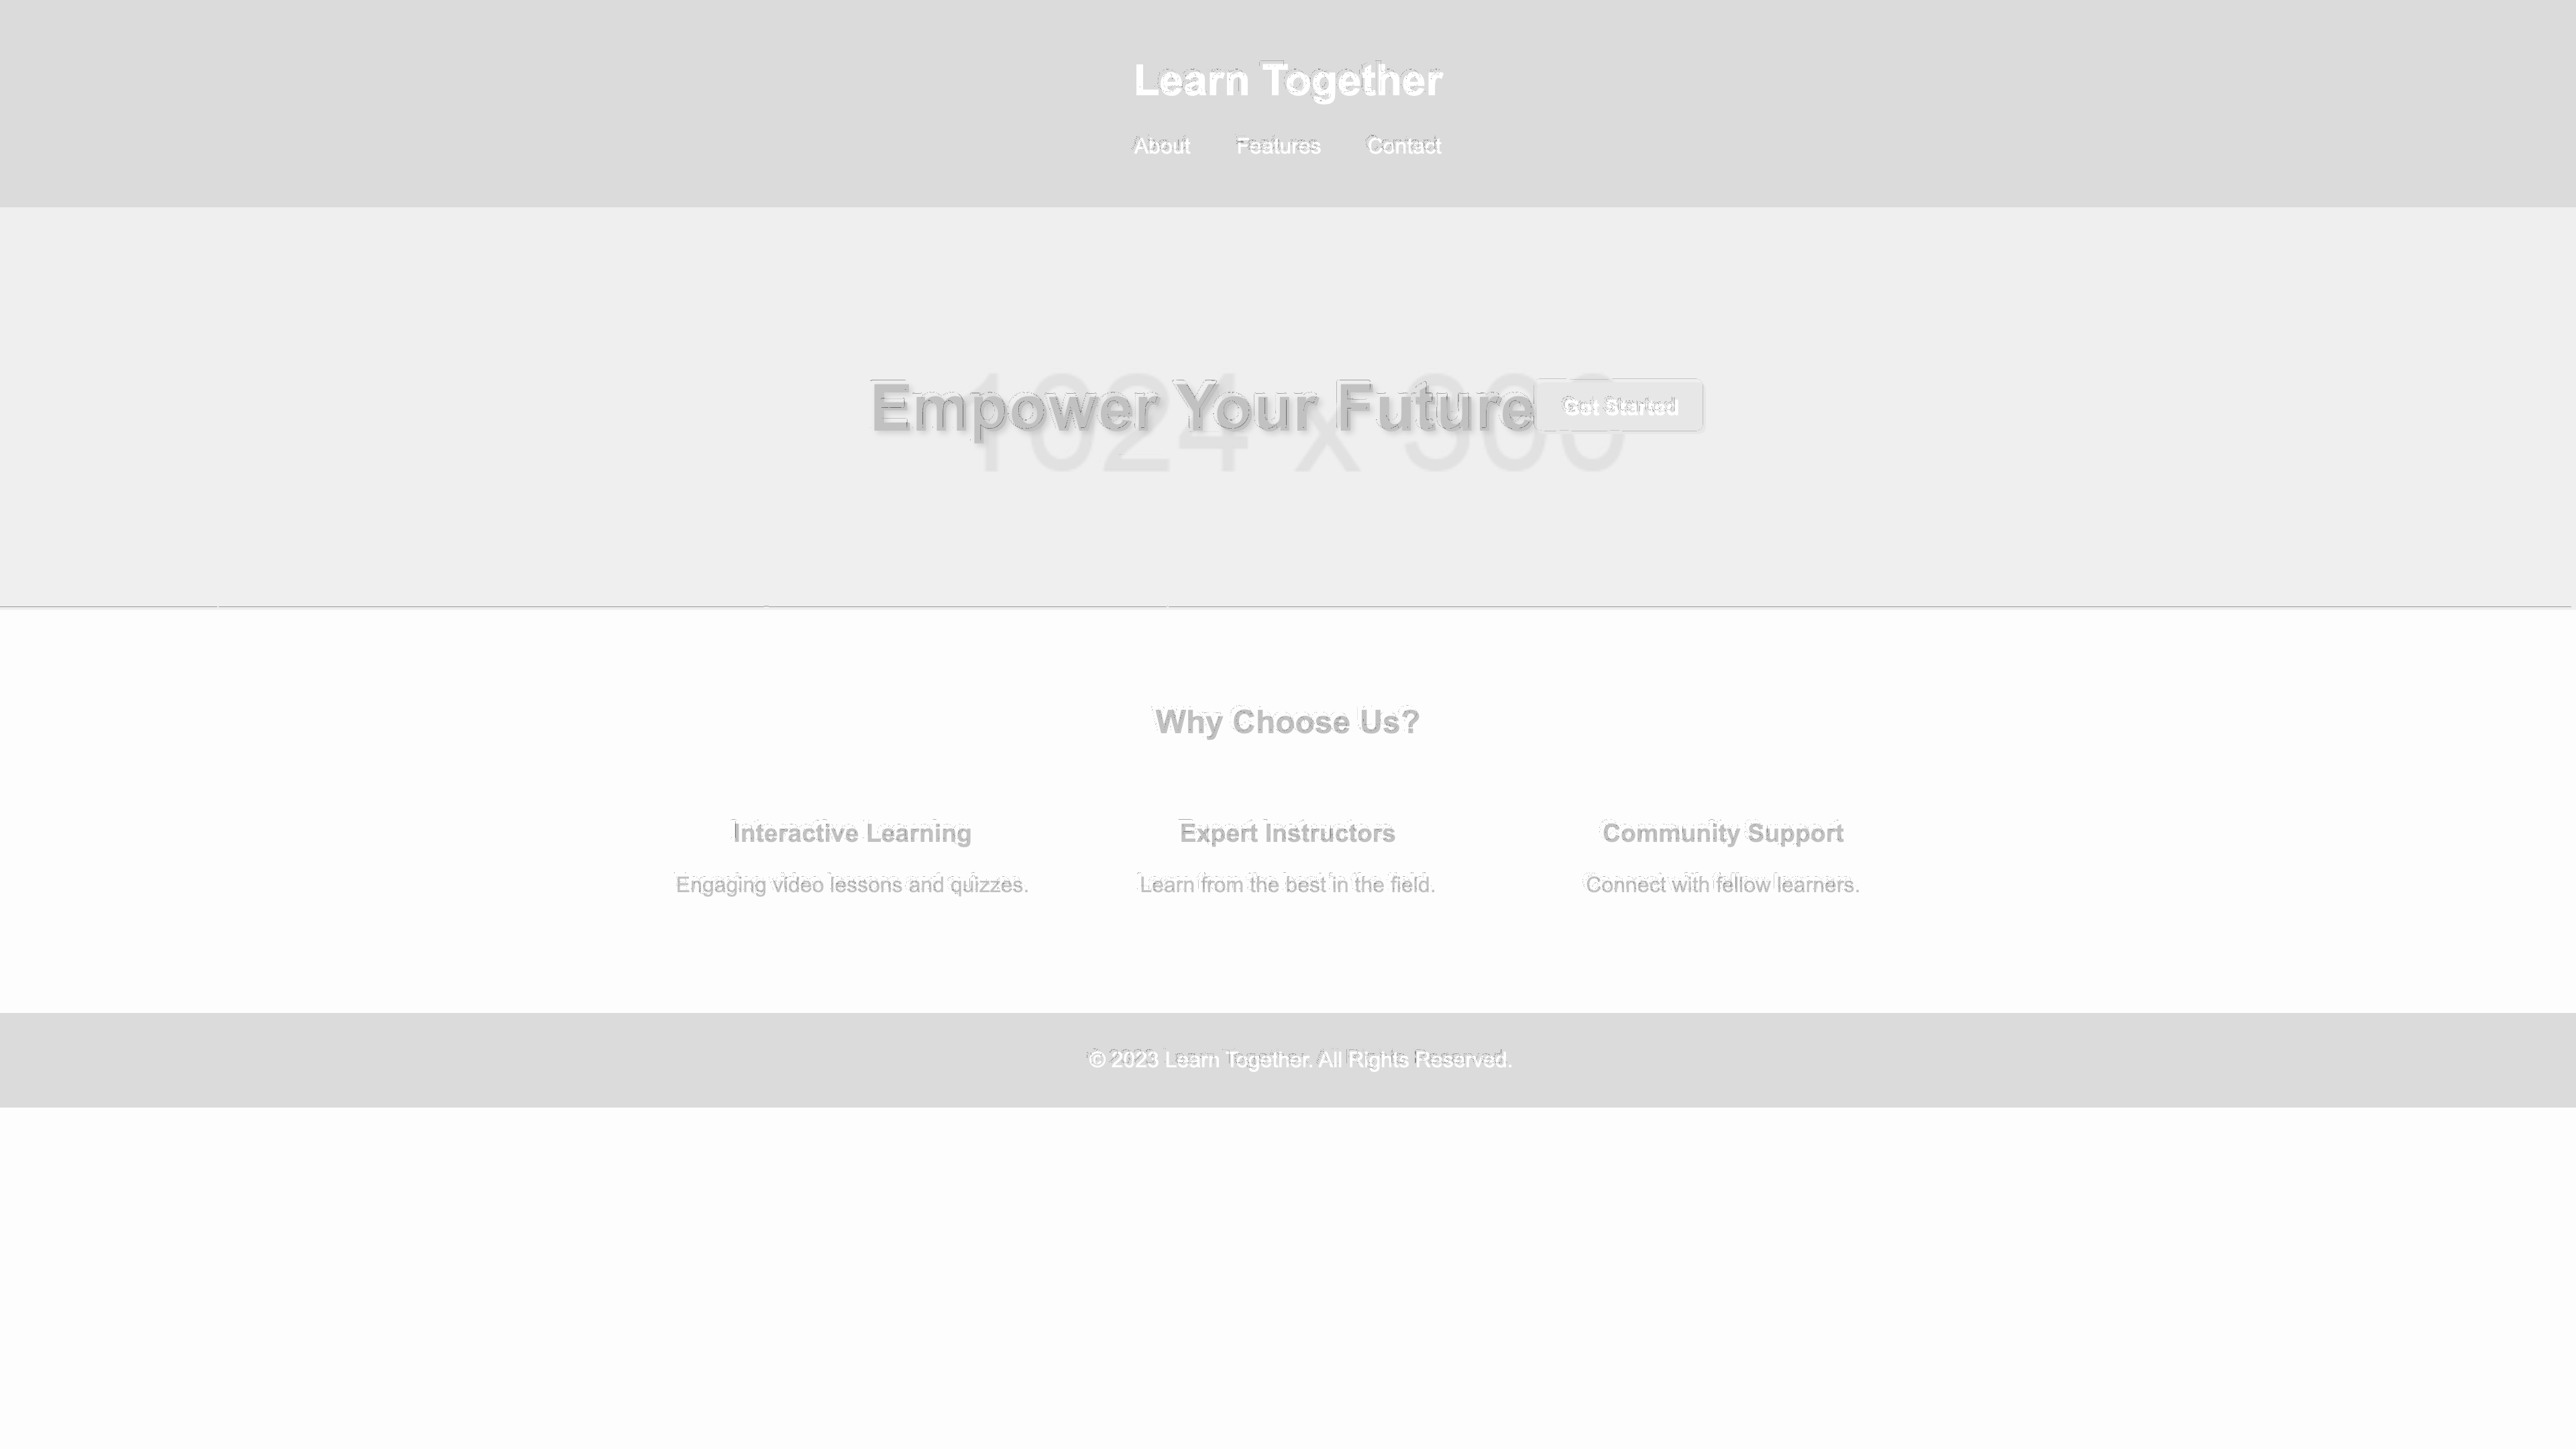 Learn Together
About Features Contact
1024 x 300
Empower Your Future Get Started
Why Choose Us?
Interactive Learning Expert Instructors Community Support
Engaging video lessons and quizzes. Learn from the best in the field. Connect with fellow learners.
© 2023 Learn Together. All Rights Reserved.